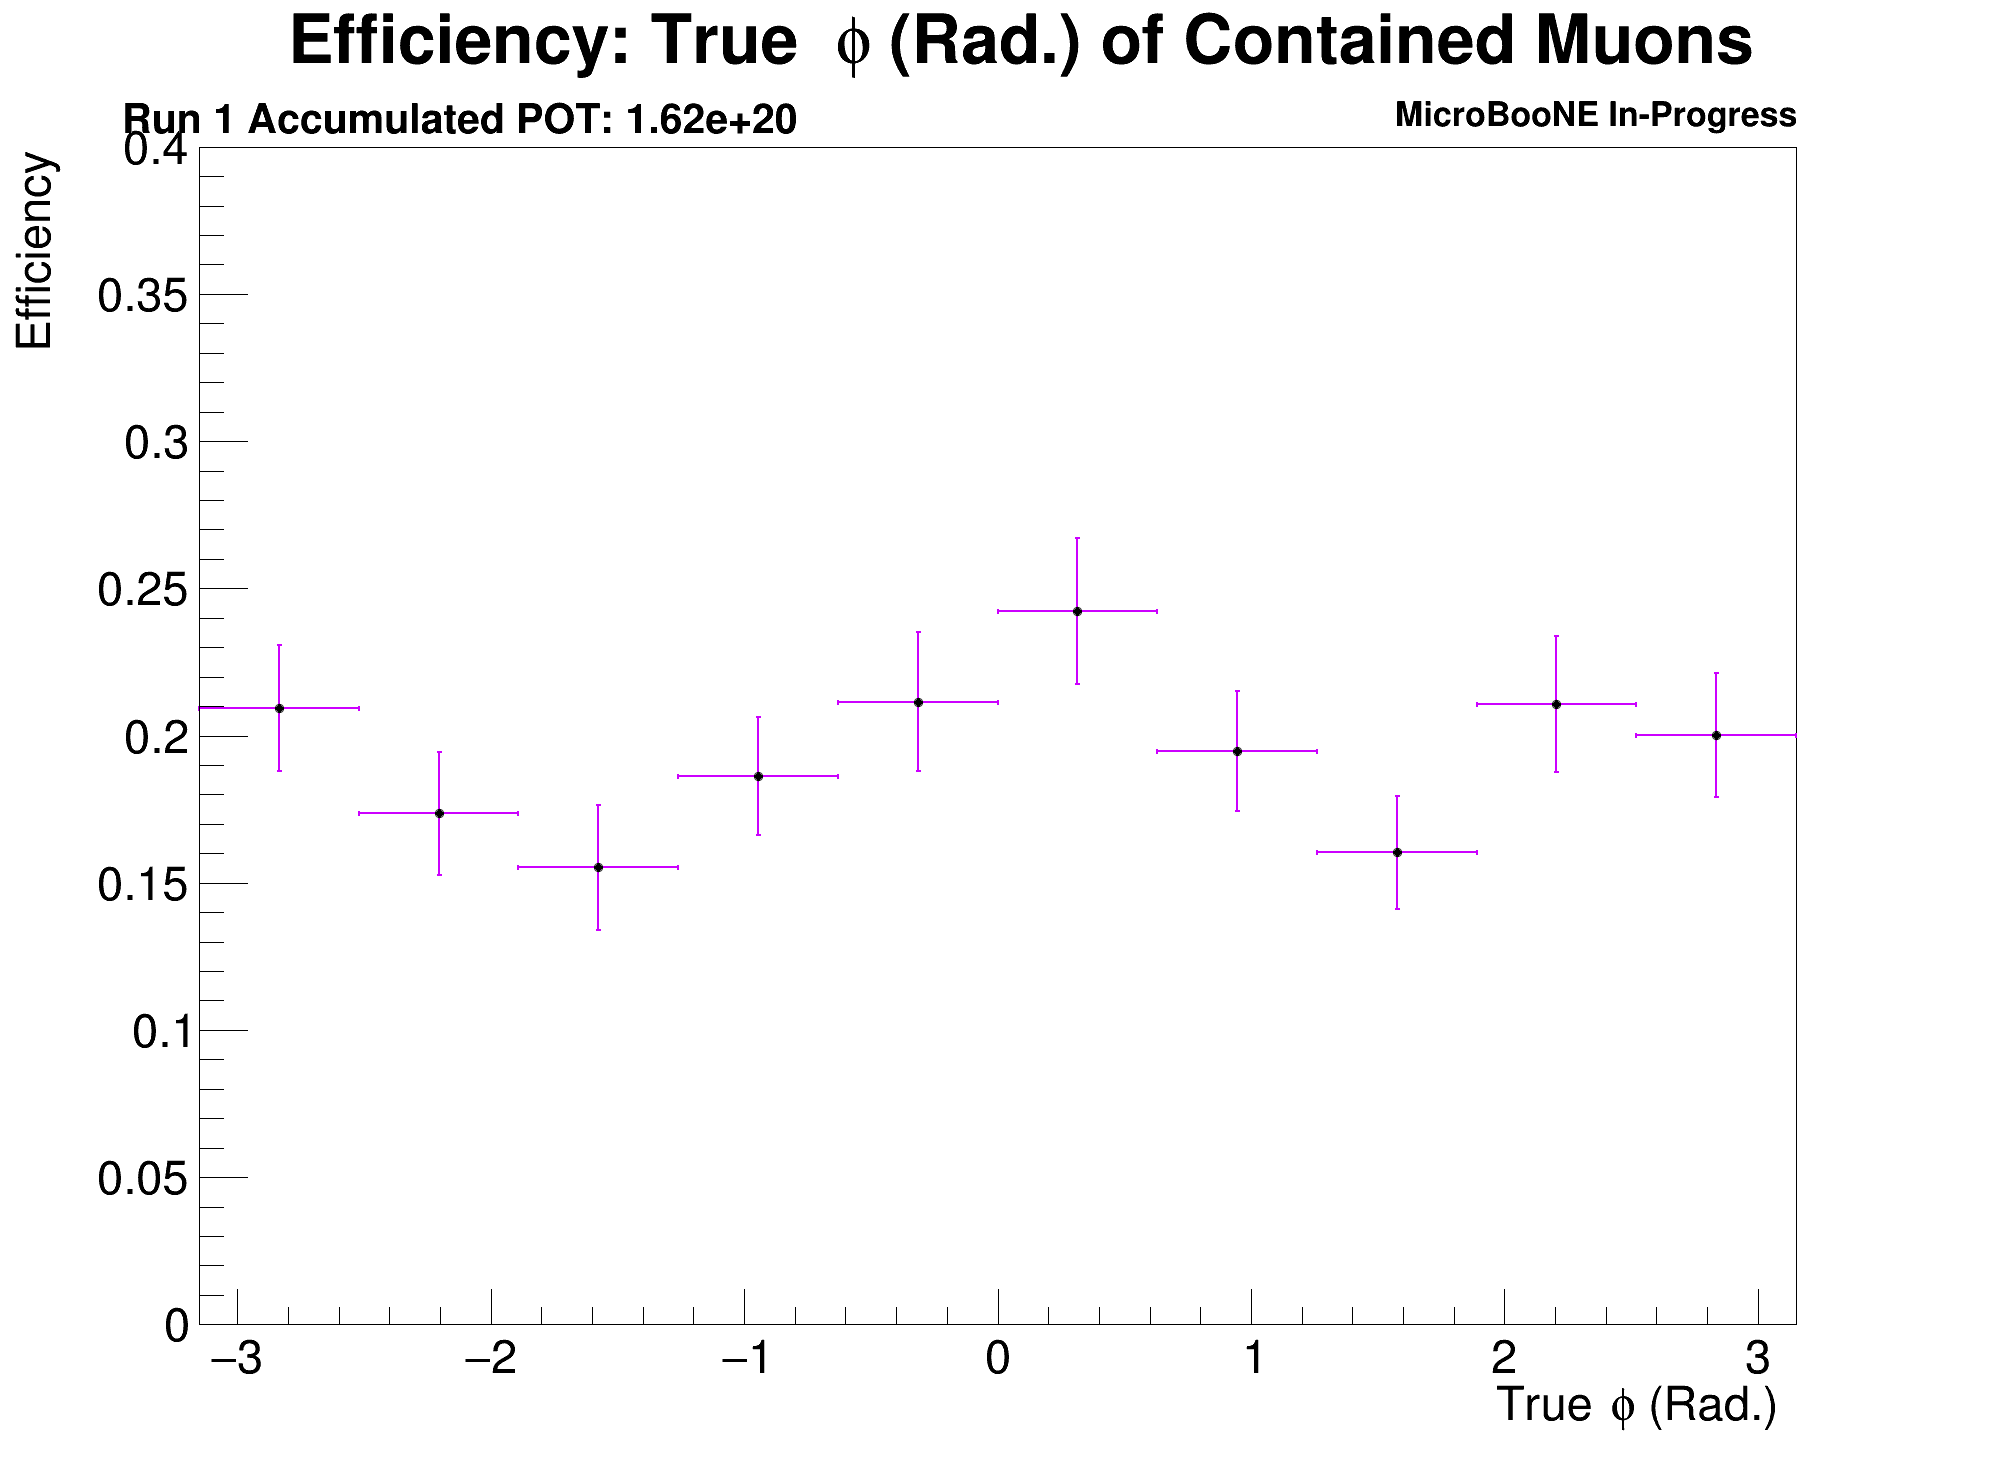 Efficiency: True ϕ (Rad.) of Contained Muons
Run 1 Accumulated POT: 1.62e+20
MicroBooNE In-Progress
Efficiency
0.4
0.35
0.3
0.25
0.2
0.15
0.1
0.05
0
−3 −2 −1 0 1 2 3
True ϕ (Rad.)